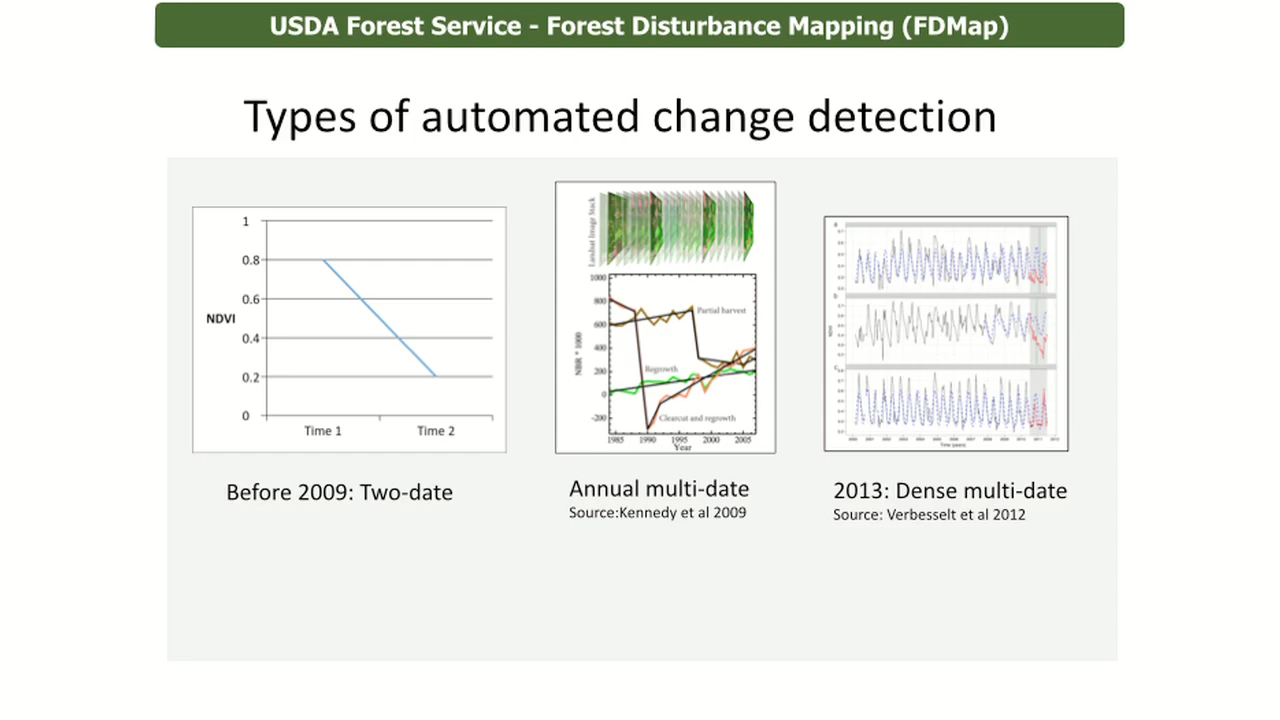 USDA Forest Service - Forest Disturbance Mapping (FDMap)
Types of automated change detection
1
0.8
0.6
NDVI
0.4
0.2
0
Time 1 Time 2
Before 2009: Two-date
Landsat Image Stack
1000
800
600
400
200
0
-200
NBR * 1000
Partial harvest
Regrowth
Clearcut and regrowth
1985 1990 1995 2000 2005
Year
Annual multi-date
Source:Kennedy et al 2009
a
b
c
Time (years)
2013: Dense multi-date
Source: Verbesselt et al 2012